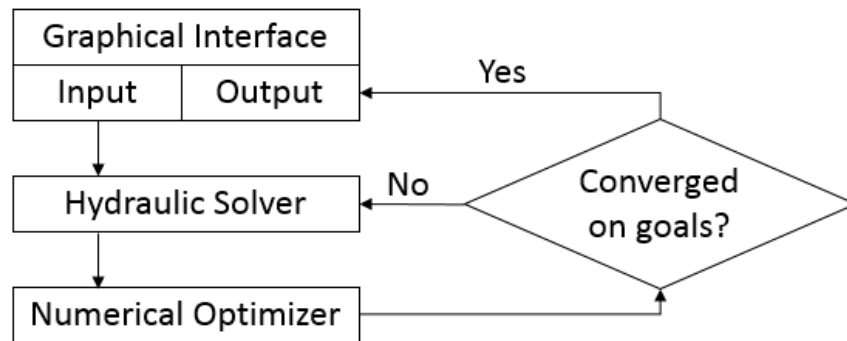 Graphical Interface
Input
Output
Yes
Hydraulic Solver
No
Converged
on goals?
Numerical Optimizer